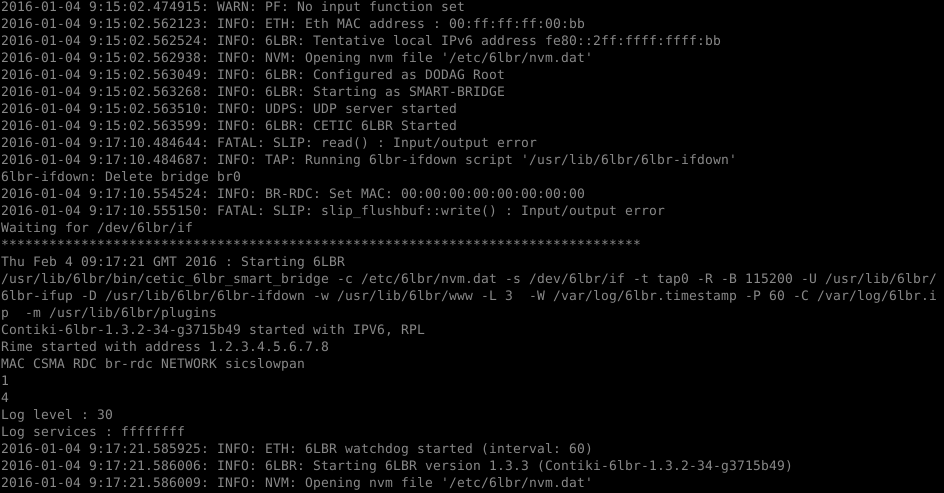 2016-01-04 9:15:02.474915: WARN: PF: No input function set
2016-01-04 9:15:02.562123: INFO: ETH: Eth MAC address : 00:ff:ff:ff:00:bb
2016-01-04 9:15:02.562524: INFO: 6LBR: Tentative local IPv6 address fe80::2ff:ffff:ffff:bb
2016-01-04 9:15:02.562938: INFO: NVM: Opening nvm file '/etc/6lbr/nvm.dat'
2016-01-04 9:15:02.563049: INFO: 6LBR: Configured as DODAG Root
2016-01-04 9:15:02.563268: INFO: 6LBR: Starting as SMART-BRIDGE
2016-01-04 9:15:02.563510: INFO: UDPS: UDP server started
2016-01-04 9:15:02.563599: INFO: 6LBR: CETIC 6LBR Started
2016-01-04 9:17:10.484644: FATAL: SLIP: read() : Input/output error
2016-01-04 9:17:10.484687: INFO: TAP: Running 6lbr-ifdown script '/usr/lib/6lbr/6lbr-ifdown'
6lbr-ifdown: Delete bridge br0
2016-01-04 9:17:10.554524: INFO: BR-RDC: Set MAC: 00:00:00:00:00:00:00:00
2016-01-04 9:17:10.555150: FATAL: SLIP: slip_flushbuf::write() : Input/output error
Waiting for /dev/6lbr/if
********************************************************************************
Thu Feb 4 09:17:21 GMT 2016 : Starting 6LBR
/usr/lib/6lbr/bin/cetic_6lbr_smart_bridge -c /etc/6lbr/nvm.dat -s /dev/6lbr/if -t tap0 -R -B 115200 -U /usr/lib/6lbr/
6lbr-ifup -D /usr/lib/6lbr/6lbr-ifdown -w /usr/lib/6lbr/www -L 3  -W /var/log/6lbr.timestamp -P 60 -C /var/log/6lbr.i
p  -m /usr/lib/6lbr/plugins
Contiki-6lbr-1.3.2-34-g3715b49 started with IPV6, RPL
Rime started with address 1.2.3.4.5.6.7.8
MAC CSMA RDC br-rdc NETWORK sicslowpan
1
4
Log level : 30
Log services : ffffffff
2016-01-04 9:17:21.585925: INFO: ETH: 6LBR watchdog started (interval: 60)
2016-01-04 9:17:21.586006: INFO: 6LBR: Starting 6LBR version 1.3.3 (Contiki-6lbr-1.3.2-34-g3715b49)
2016-01-04 9:17:21.586009: INFO: NVM: Opening nvm file '/etc/6lbr/nvm.dat'